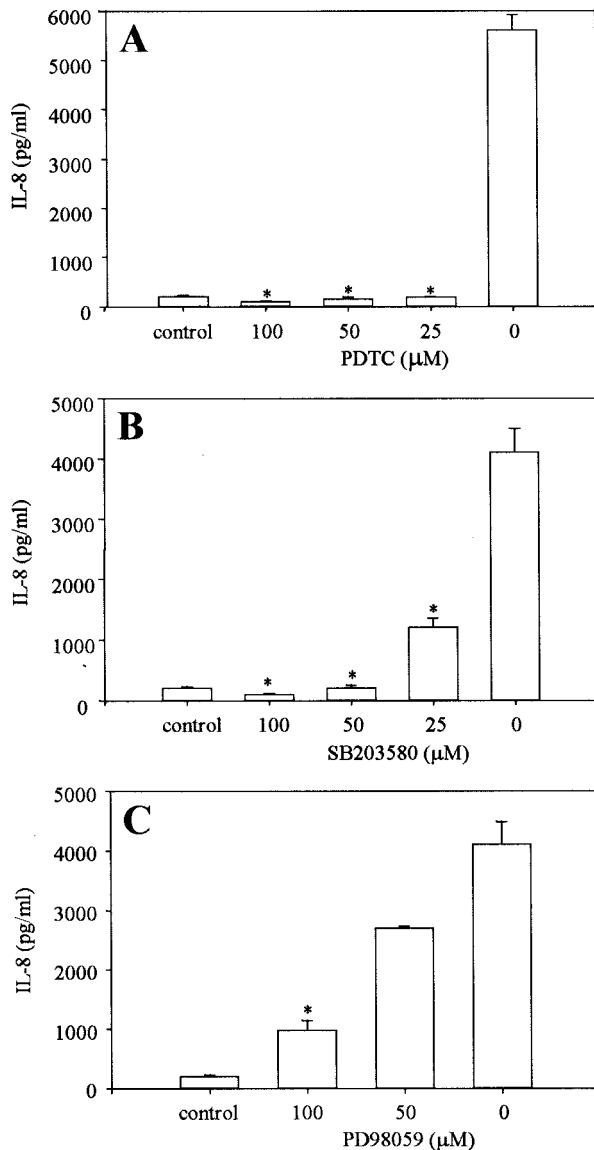 A
IL-8 (pg/ml)
6000
5000
4000
3000
2000
1000
0
* * *
control 100 50 25 0
PDTC (μM)
B
IL-8 (pg/ml)
5000
4000
3000
2000
1000
0
* * *
control 100 50 25 0
SB203580 (μM)
C
IL-8 (pg/ml)
5000
4000
3000
2000
1000
0
*
control 100 50 0
PD98059 (μM)